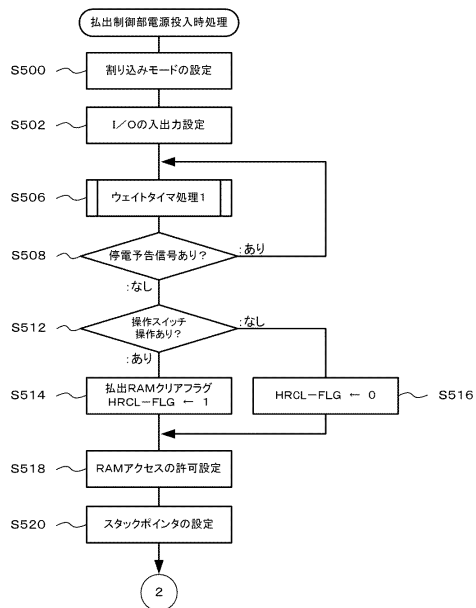 払出制御部電源投入時処理
S500
割り込みモードの設定
S502
I/Oの入出力設定
S506
ウェイトタイマ処理1
S508
停電予告信号あり?
:あり
:なし
S512
操作スイッチ
操作あり?
:なし
:あり
S514
払出RAMクリアフラグ
HRCL-FLG ← 1
HRCL-FLG ← 0
S516
S518
RAMアクセスの許可設定
S520
スタックポインタの設定
2